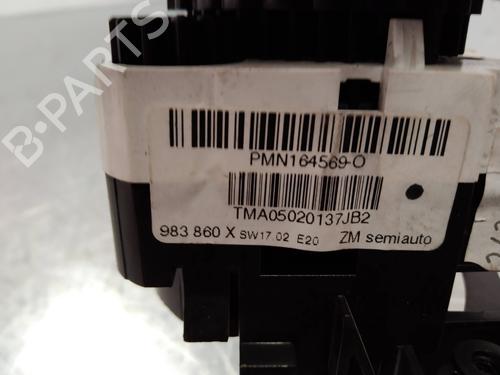 B-PARTS
PMN164569-O
TMA05020137JB2
983 860 X SW17.02 E20 ZM semiauto